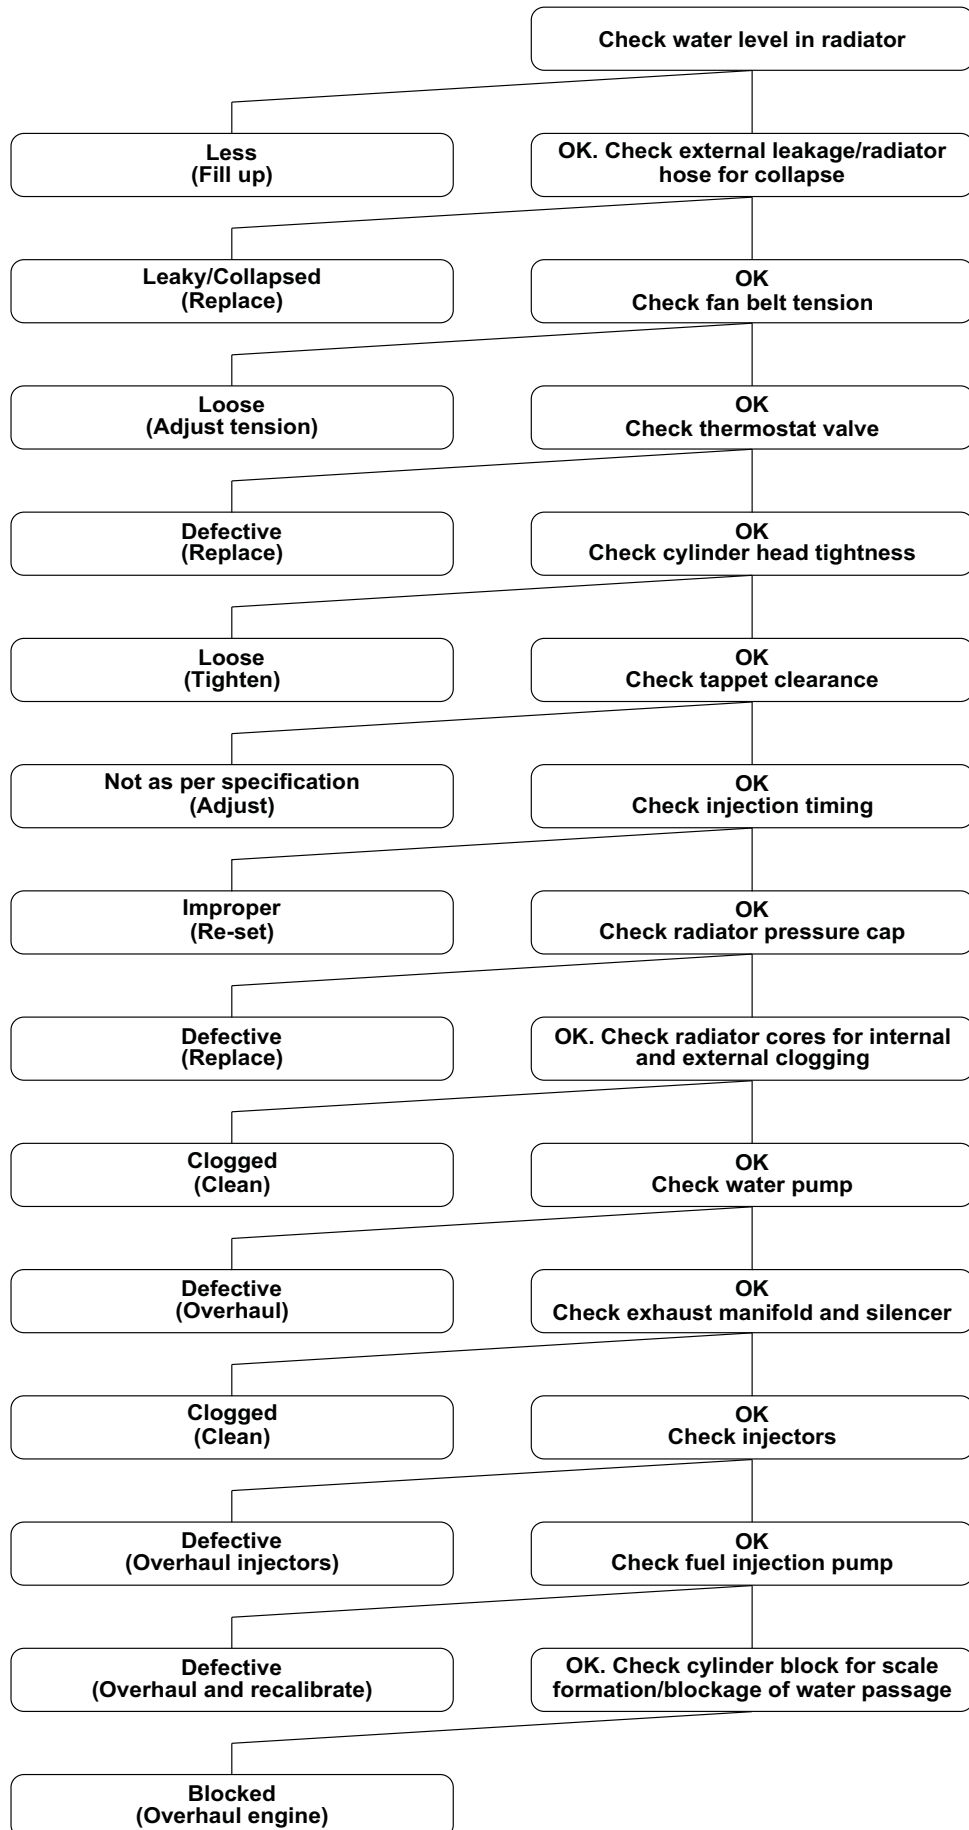 Check water level in radiator
Less
(Fill up)
OK. Check external leakage/radiator
hose for collapse
Leaky/Collapsed
(Replace)
OK
Check fan belt tension
Loose
(Adjust tension)
OK
Check thermostat valve
Defective
(Replace)
OK
Check cylinder head tightness
Loose
(Tighten)
OK
Check tappet clearance
Not as per specification
(Adjust)
OK
Check injection timing
Improper
(Re-set)
OK
Check radiator pressure cap
Defective
(Replace)
OK. Check radiator cores for internal
and external clogging
Clogged
(Clean)
OK
Check water pump
Defective
(Overhaul)
OK
Check exhaust manifold and silencer
Clogged
(Clean)
OK
Check injectors
Defective
(Overhaul injectors)
OK
Check fuel injection pump
Defective
(Overhaul and recalibrate)
OK. Check cylinder block for scale
formation/blockage of water passage
Blocked
(Overhaul engine)